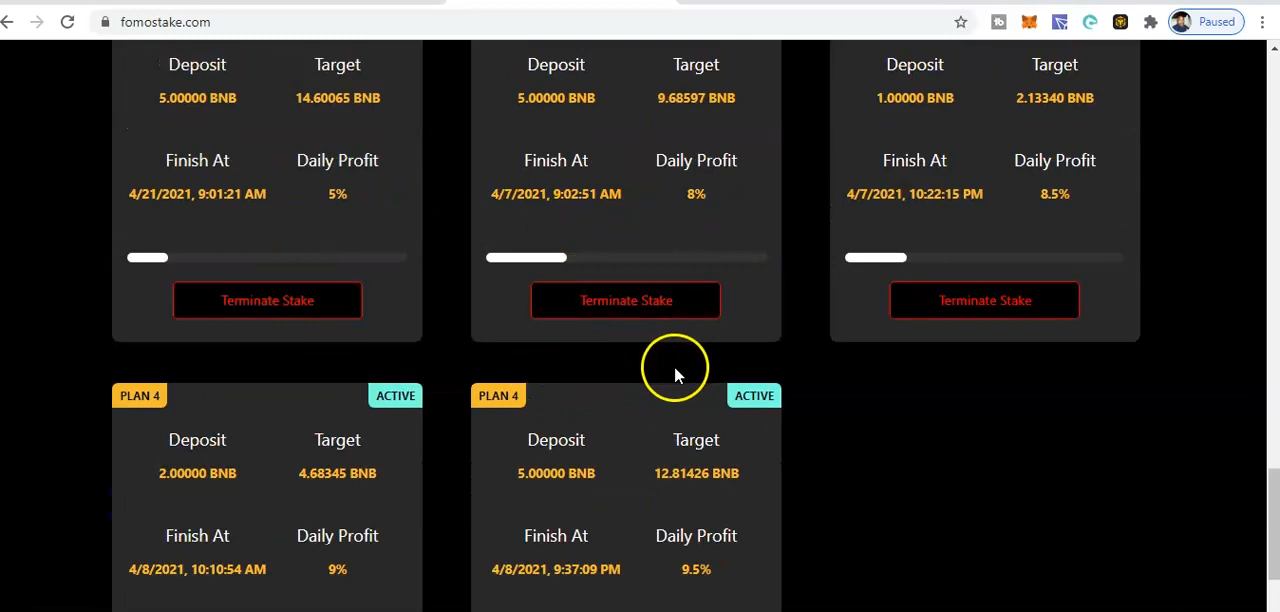 fomostake.com
Paused
Deposit Target
5.00000 BNB 14.60065 BNB
Finish At Daily Profit
4/21/2021, 9:01:21 AM 5%
Terminate Stake
Deposit Target
5.00000 BNB 9.68597 BNB
Finish At Daily Profit
4/7/2021, 9:02:51 AM 8%
Terminate Stake
Deposit Target
1.00000 BNB 2.13340 BNB
Finish At Daily Profit
4/7/2021, 10:22:15 PM 8.5%
Terminate Stake
PLAN 4 ACTIVE
Deposit Target
2.00000 BNB 4.68345 BNB
Finish At Daily Profit
4/8/2021, 10:10:54 AM 9%
PLAN 4 ACTIVE
Deposit Target
5.00000 BNB 12.81426 BNB
Finish At Daily Profit
4/8/2021, 9:37:09 PM 9.5%